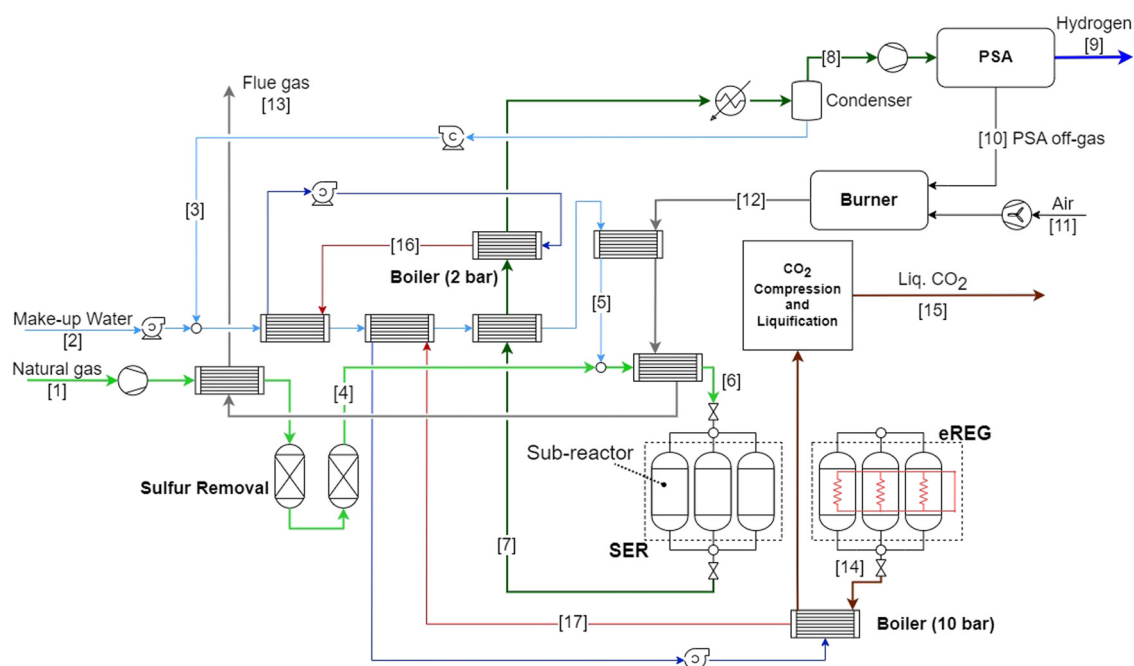 Hydrogen
[9]
[8]
PSA
Flue gas
[13]
Condenser
[10] PSA off-gas
[3]
[12]
Burner
Air
[11]
[16]
Boiler (2 bar)
CO2
Compression
and
Liquification
Liq. CO2
[15]
[5]
Make-up Water
[2]
Natural gas
[1]
[4]
[6]
eREG
Sub-reactor
Sulfur Removal
SER
[7]
[14]
[17]
Boiler (10 bar)